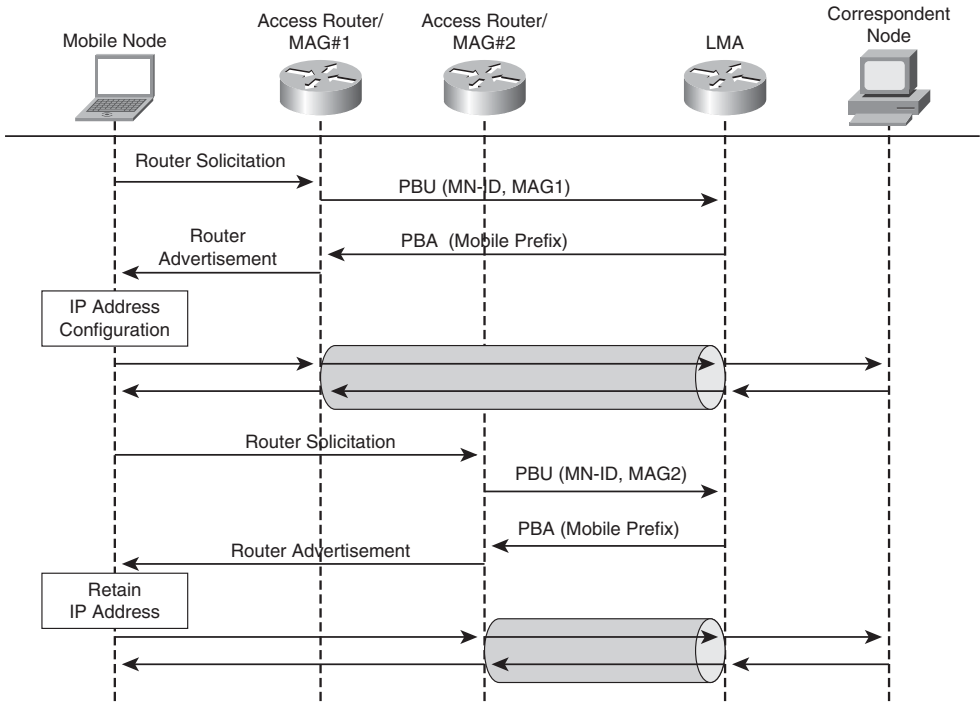 Mobile Node
Access Router/
MAG#1
Access Router/
MAG#2
LMA
Correspondent
Node
Router Solicitation
PBU (MN-ID, MAG1)
PBA (Mobile Prefix)
Router
Advertisement
IP Address
Configuration
Router Solicitation
PBU (MN-ID, MAG2)
PBA (Mobile Prefix)
Router Advertisement
Retain
IP Address